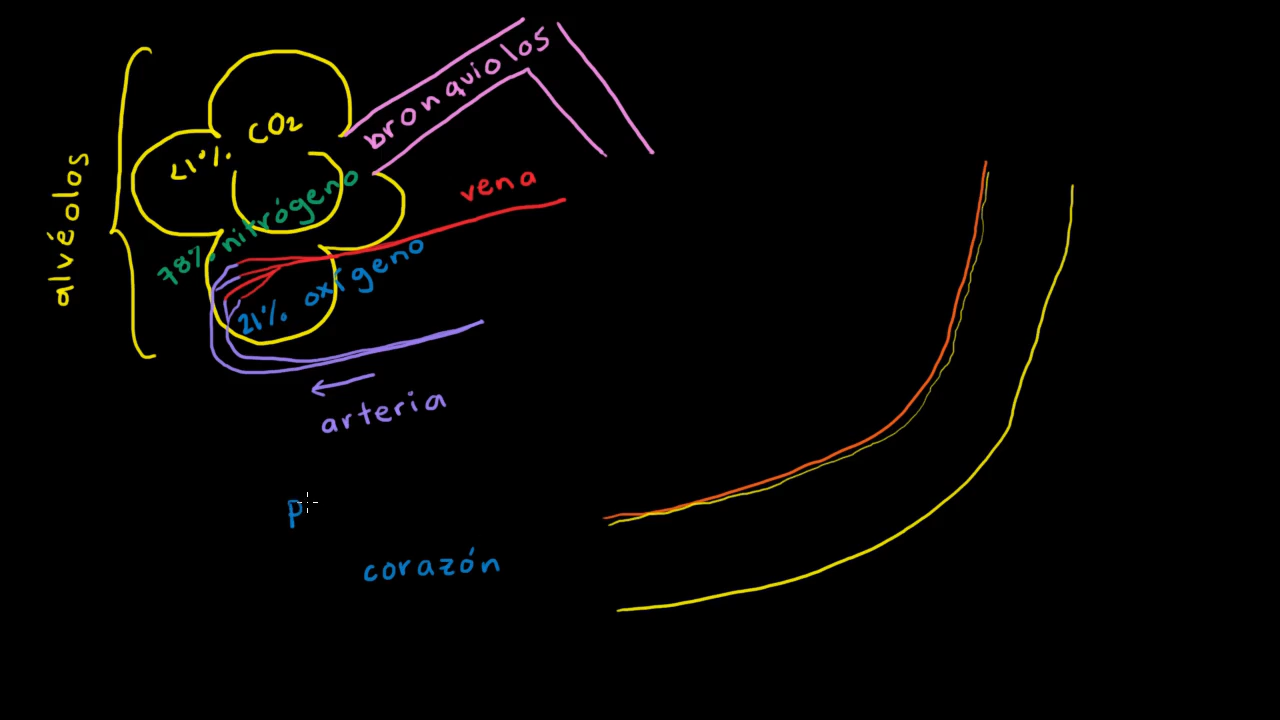 alvéolos
CO2
<1%
bronquiolos
78% nitrógeno
vena
21% oxígeno
arteria
p
corazón